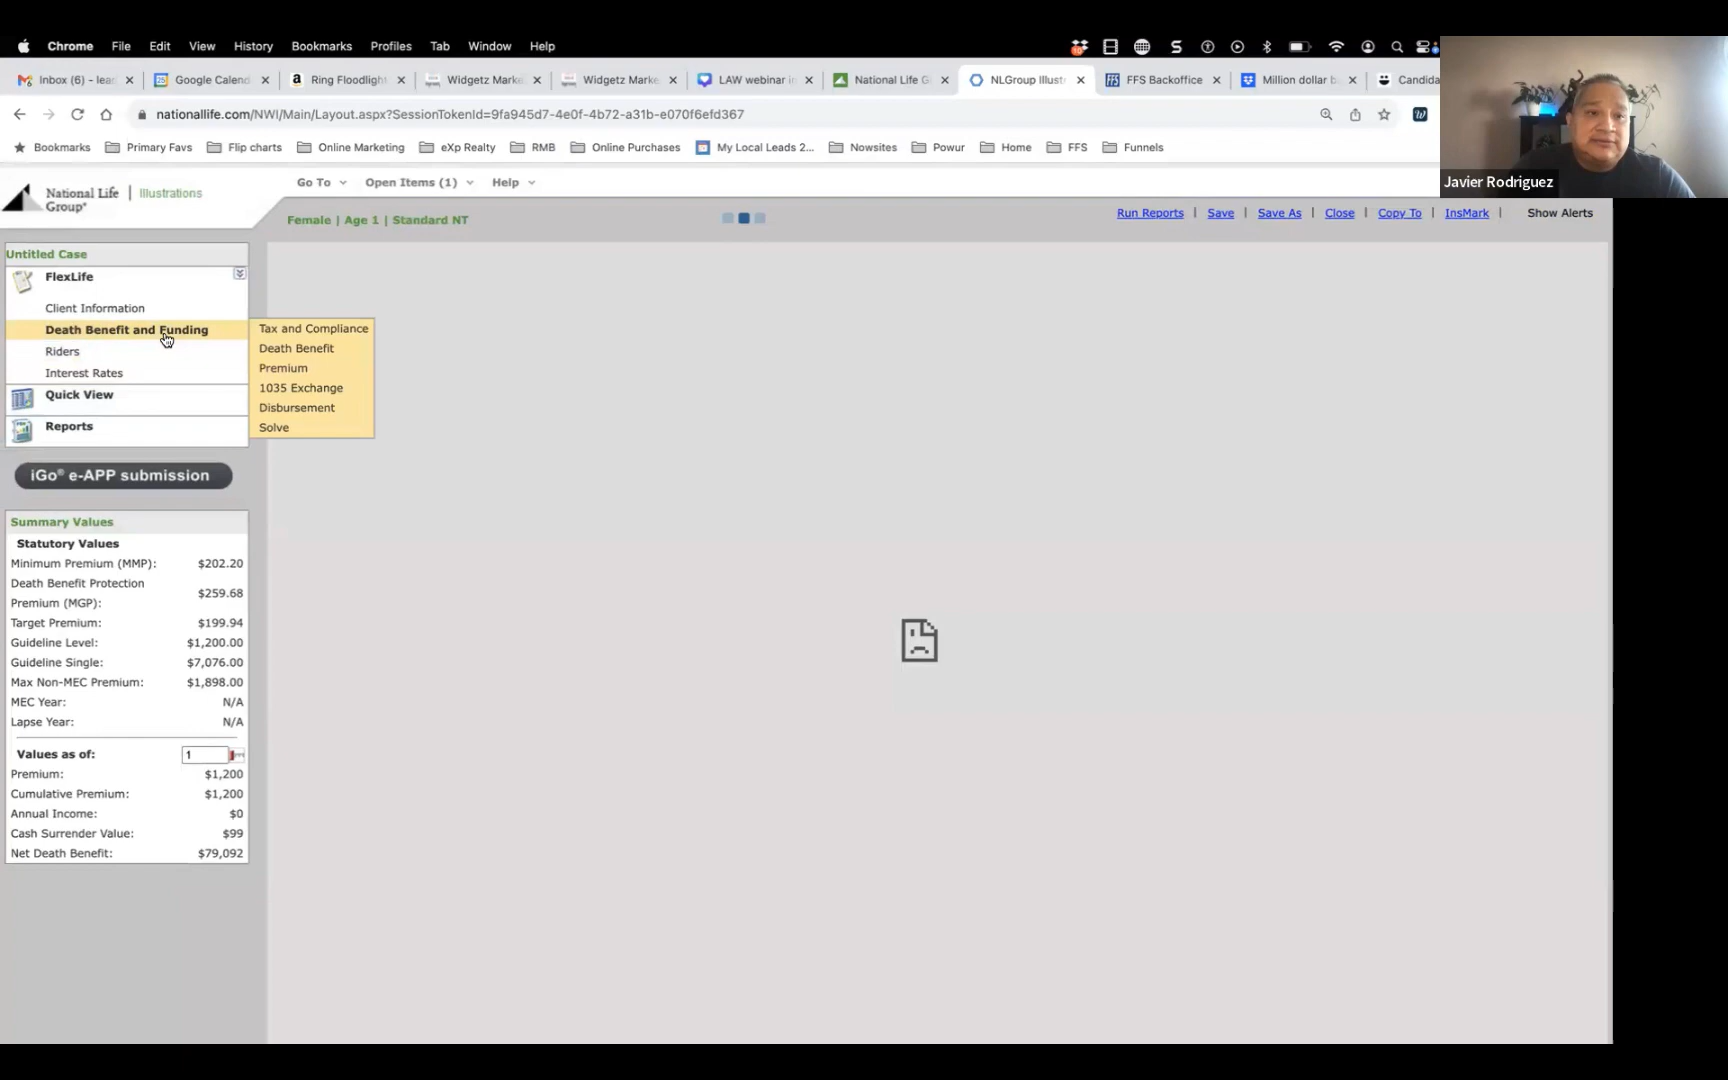 Chrome File Edit View History Bookmarks Profiles Tab Window Help
Inbox (6) – lea
Google Calend
Ring Floodligh
Widgetz Marke
Widgetz Marke
LAW webinar i
National Life G
NLGroup Illust
FFS Backoffice
Million dollar b
Candida
nationallife.com/NWI/Main/Layout.aspx?SessionTokenId=9fa945d7-4e0f-4b72-a31b-e070f6efd367
Bookmarks Primary Favs Flip charts Online Marketing eXp Realty RMB Online Purchases My Local Leads 2... Nowsites Powur Home FFS Funnels
Javier Rodriguez
National Life Group® | Illustrations
Go To Open Items (1) Help
Female | Age 1 | Standard NT
Run Reports | Save | Save As | Close | Copy To | InsMark | Show Alerts
Untitled Case
FlexLife
Client Information
Death Benefit and Funding
Riders
Interest Rates
Quick View
Reports
Tax and Compliance
Death Benefit
Premium
1035 Exchange
Disbursement
Solve
iGo® e-APP submission
Summary Values
Statutory Values
Minimum Premium (MMP): $202.20
Death Benefit Protection
Premium (MGP): $259.68
Target Premium: $199.94
Guideline Level: $1,200.00
Guideline Single: $7,076.00
Max Non-MEC Premium: $1,898.00
MEC Year: N/A
Lapse Year: N/A
Values as of: 1
Premium: $1,200
Cumulative Premium: $1,200
Annual Income: $0
Cash Surrender Value: $99
Net Death Benefit: $79,092